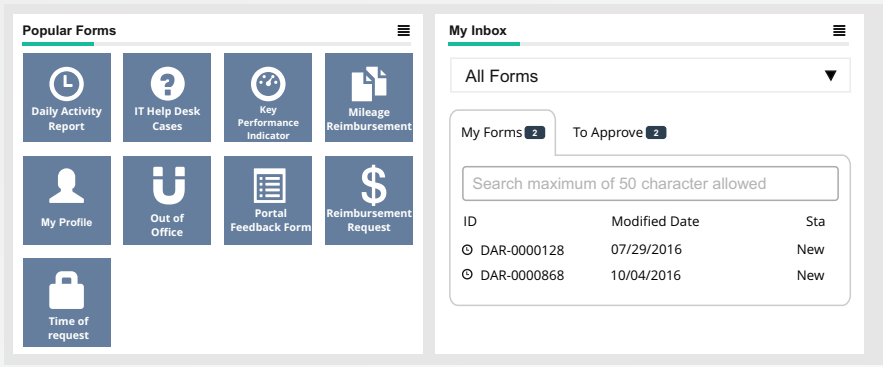 Popular Forms
Daily Activity
Report
IT Help Desk
Cases
Key
Performance
Indicator
Mileage
Reimbursement
My Profile
Out of
Office
Portal
Feedback Form
$
Reimbursement
Request
Time of
request
My Inbox
All Forms
My Forms 2 To Approve 2
Search maximum of 50 character allowed
ID Modified Date Sta
DAR-0000128 07/29/2016 New
DAR-0000868 10/04/2016 New